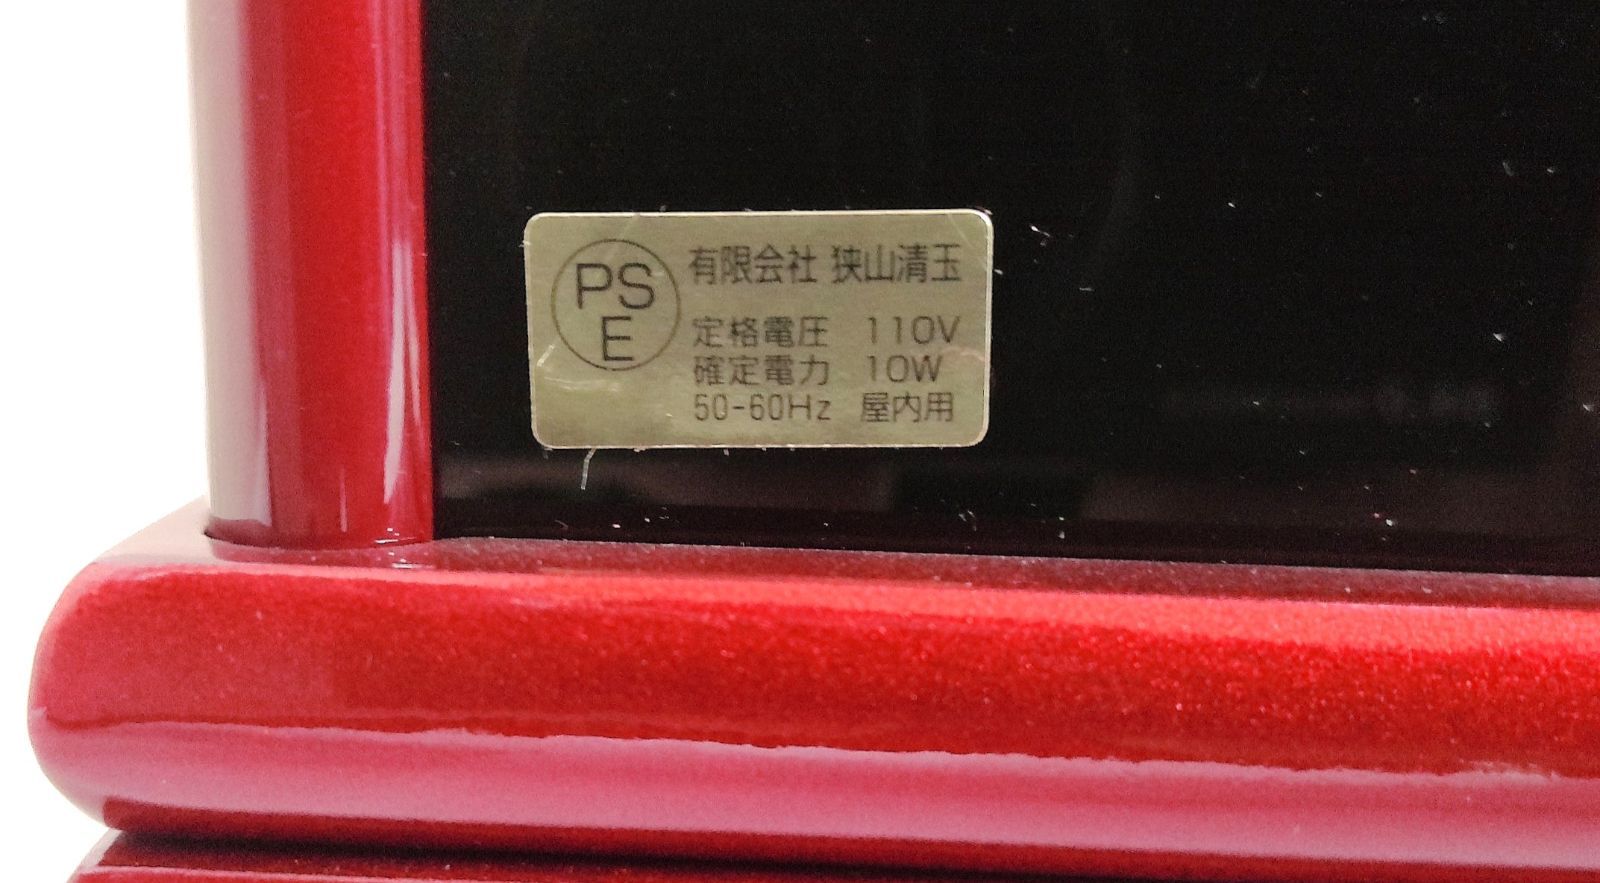 PS
E
有限会社 狭山清玉
定格電圧 110V
確定電力 10W
50-60Hz 屋内用